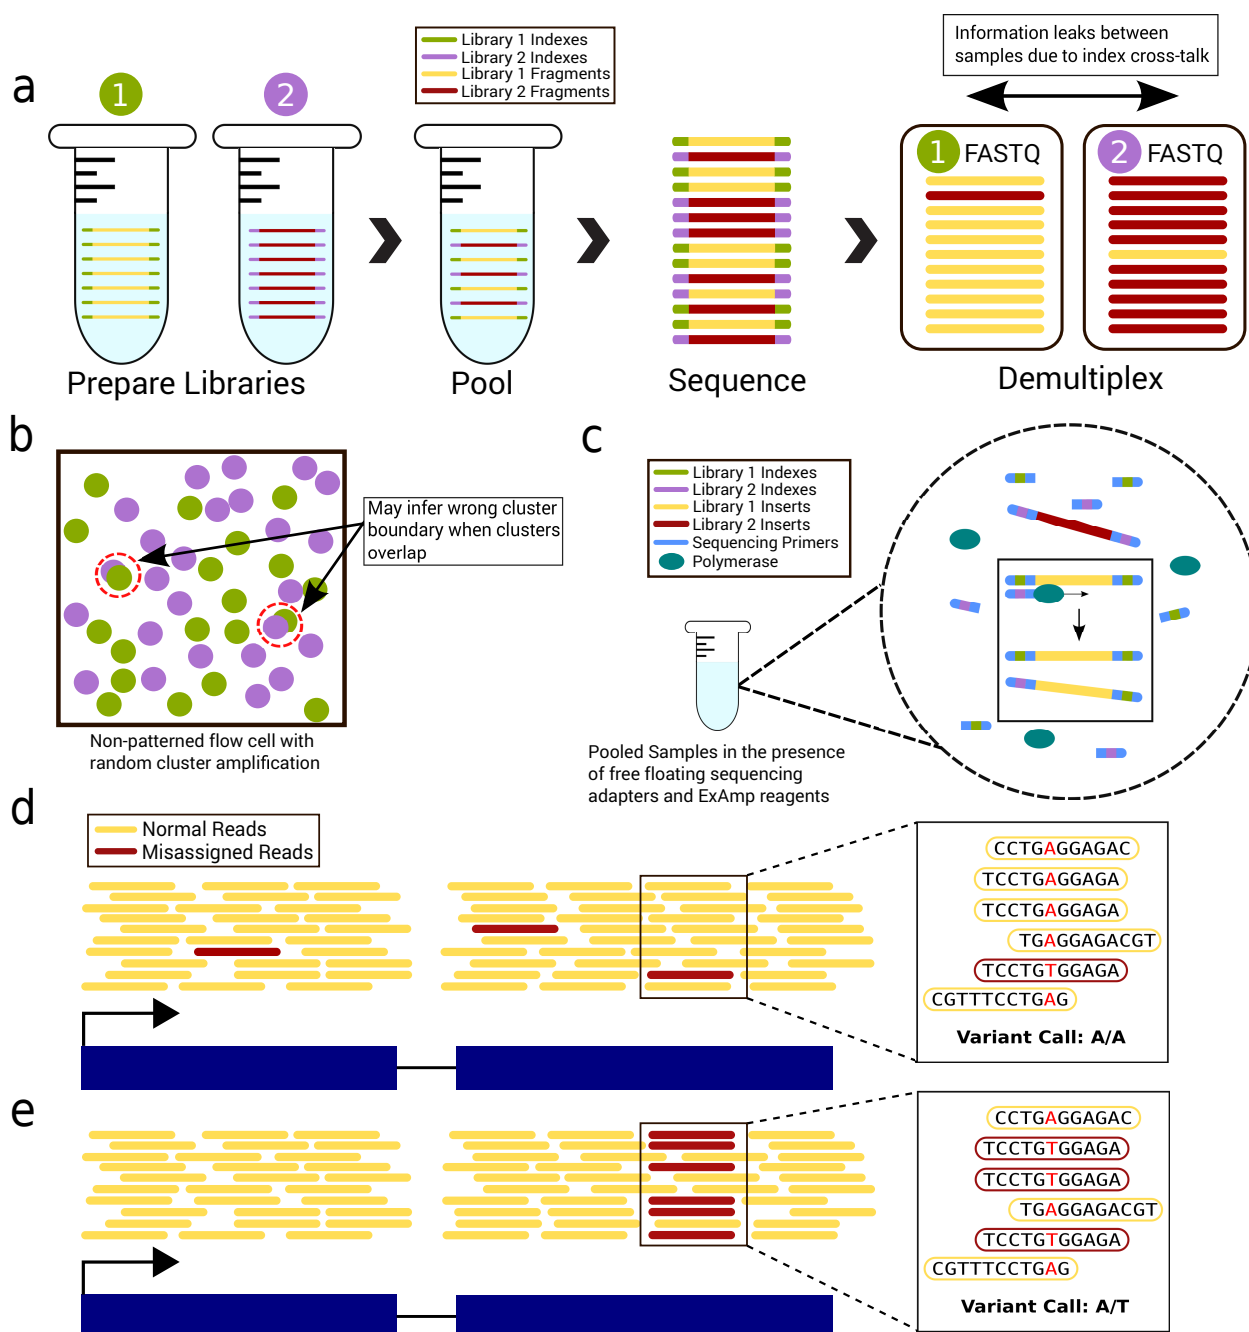 a
1
2
Library 1 Indexes
Library 2 Indexes
Library 1 Fragments
Library 2 Fragments
Information leaks between
samples due to index cross-talk
1 FASTQ
2 FASTQ
Prepare Libraries
Pool
Sequence
Demultiplex
b
May infer wrong cluster
boundary when clusters
overlap
Non-patterned flow cell with
random cluster amplification
c
Library 1 Indexes
Library 2 Indexes
Library 1 Inserts
Library 2 Inserts
Sequencing Primers
Polymerase
Pooled Samples in the presence
of free floating sequencing
adapters and ExAmp reagents
d
Normal Reads
Misassigned Reads
CCTGAGGAGAC
TCCTGAGGAGA
TCCTGAGGAGA
TGAGGAGACGT
TCCTGTGGAGA
CGTTTCCTGAG
Variant Call: A/A
e
CCTGAGGAGAC
TCCTGTGGAGA
TCCTGTGGAGA
TGAGGAGACGT
TCCTGTGGAGA
CGTTTCCTGAG
Variant Call: A/T